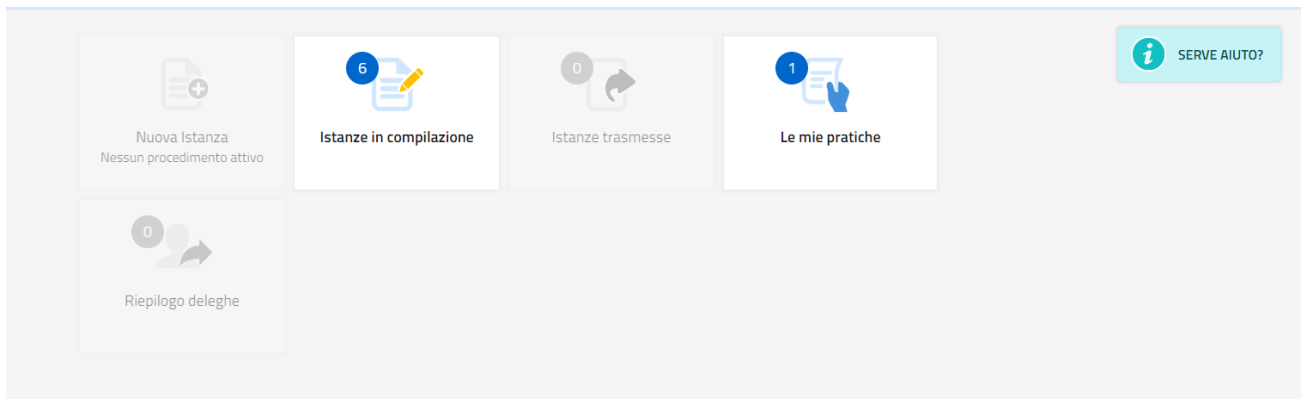 SERVE AIUTO?
6
0
1
Nuova Istanza
Nessun procedimento attivo
Istanze in compilazione
Istanze trasmesse
Le mie pratiche
0
Riepilogo deleghe